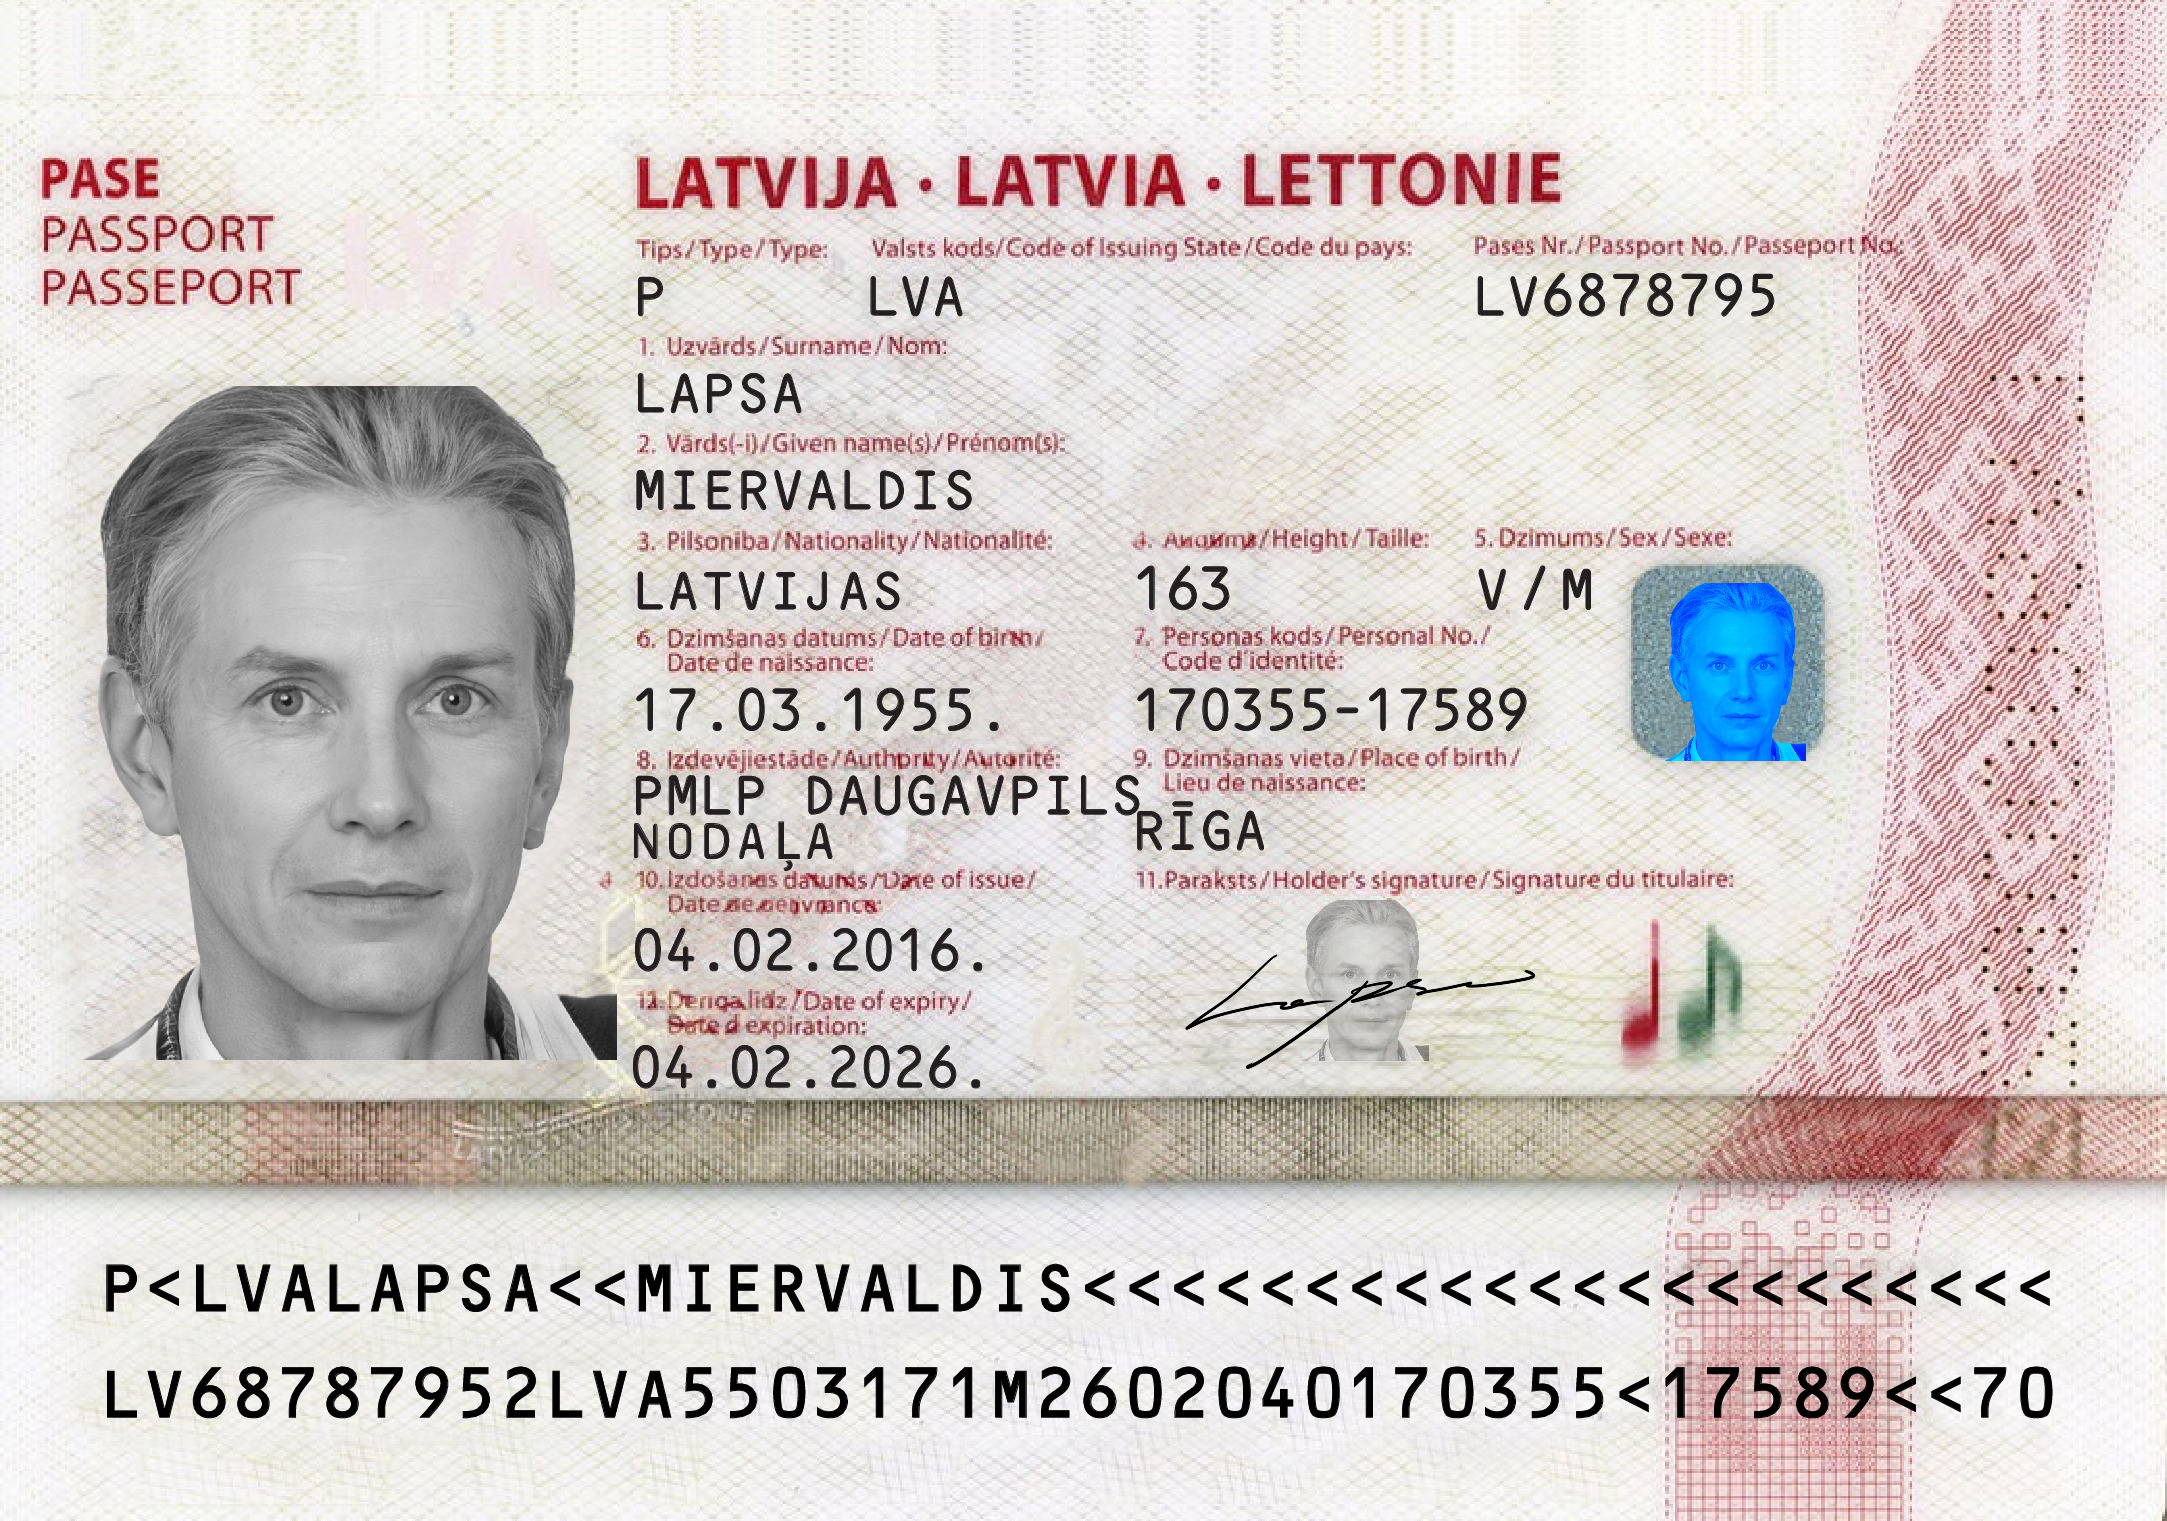 PASE
PASSPORT
PASSEPORT
LVA
LATVIJA · LATVIA · LETTONIE
Tips/Type/Type: Valsts kods/Code of Issuing State/Code du pays: Pases Nr./Passport No./Passeport No.:
P LVA LV6878795
1. Uzvārds/Surname/Nom:
LAPSA
2. Vārds(-i)/Given name(s)/Prénom(s):
MIERVALDIS
3. Pilsonība/Nationality/Nationalité: 4. /Height/Taille: 5. Dzimums/Sex/Sexe:
LATVIJAS 163 V/M
6. Dzimšanas datums/Date of birth/ 7. Personas kods/Personal No./
Date de naissance: Code d'identité:
17.03.1955. 170355-17589
8. Izdevējiestāde/Authority/Autorité: 9. Dzimšanas vieta/Place of birth/
Lieu de naissance:
PMLP DAUGAVPILS
NODAĻA RĪGA
10. Izdošanas datums/Date of issue/ 11. Paraksts/Holder's signature/Signature du titulaire:
Date de délivrance:
04.02.2016.
12. Derīga līdz/Date of expiry/
Date d'expiration:
04.02.2026.
P<LVALAPSA<<MIERVALDIS<<<<<<<<<<<<<<<<<<<<<<
LV68787952LVA5503171M2602040170355<17589<<70